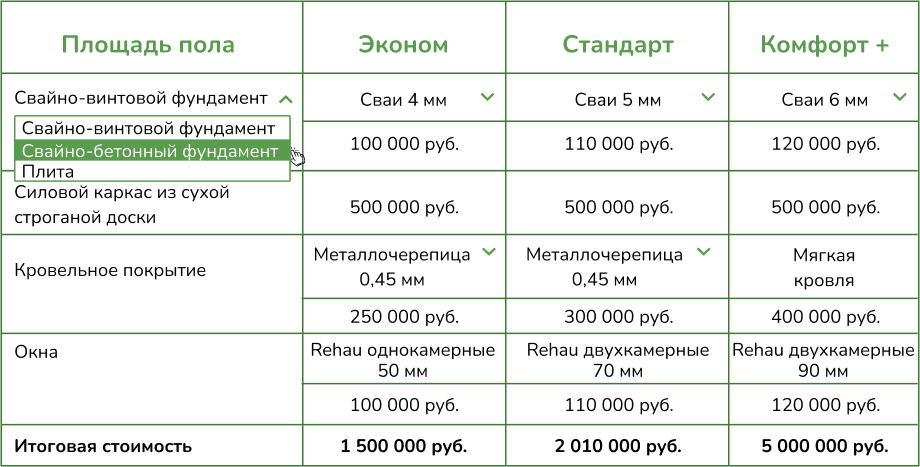 Площадь пола Эконом Стандарт Комфорт +
Свайно-винтовой фундамент Сваи 4 мм Сваи 5 мм Сваи 6 мм
Свайно-винтовой фундамент
Свайно-бетонный фундамент
Плита
100 000 руб. 110 000 руб. 120 000 руб.
Силовой каркас из сухой
строганой доски
500 000 руб. 500 000 руб. 500 000 руб.
Кровельное покрытие
Металлочерепица
0,45 мм
Металлочерепица
0,45 мм
Мягкая
кровля
250 000 руб. 300 000 руб. 400 000 руб.
Окна
Rehau однокамерные
50 мм
Rehau двухкамерные
70 мм
Rehau двухкамерные
90 мм
100 000 руб. 110 000 руб. 120 000 руб.
Итоговая стоимость 1 500 000 руб. 2 010 000 руб. 5 000 000 руб.